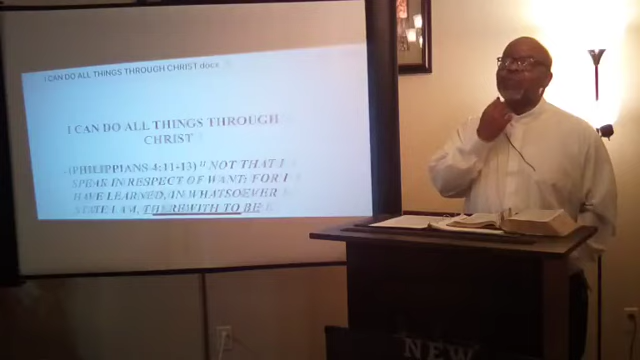 I CAN DO ALL THINGS THROUGH CHRIST docx
I CAN DO ALL THINGS THROUGH
CHRIST
(PHILIPPIANS 4:11-13) 11 NOT THAT I
SPEAK IN RESPECT OF WANT: FOR I
HAVE LEARNED, IN WHATSOEVER
STATE I AM, THEREWITH TO BE
NEW